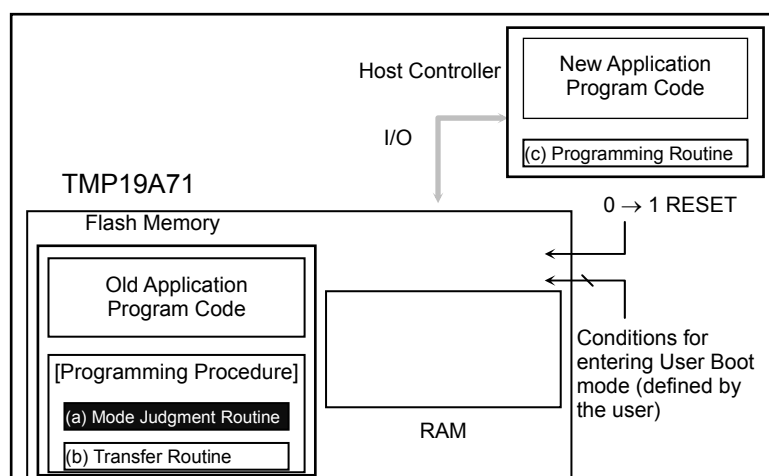 Host Controller
New Application
Program Code
(c) Programming Routine
I/O
TMP19A71
0 → 1 RESET
Flash Memory
Old Application
Program Code
[Programming Procedure]
(a) Mode Judgment Routine
(b) Transfer Routine
RAM
Conditions for
entering User Boot
mode (defined by
the user)